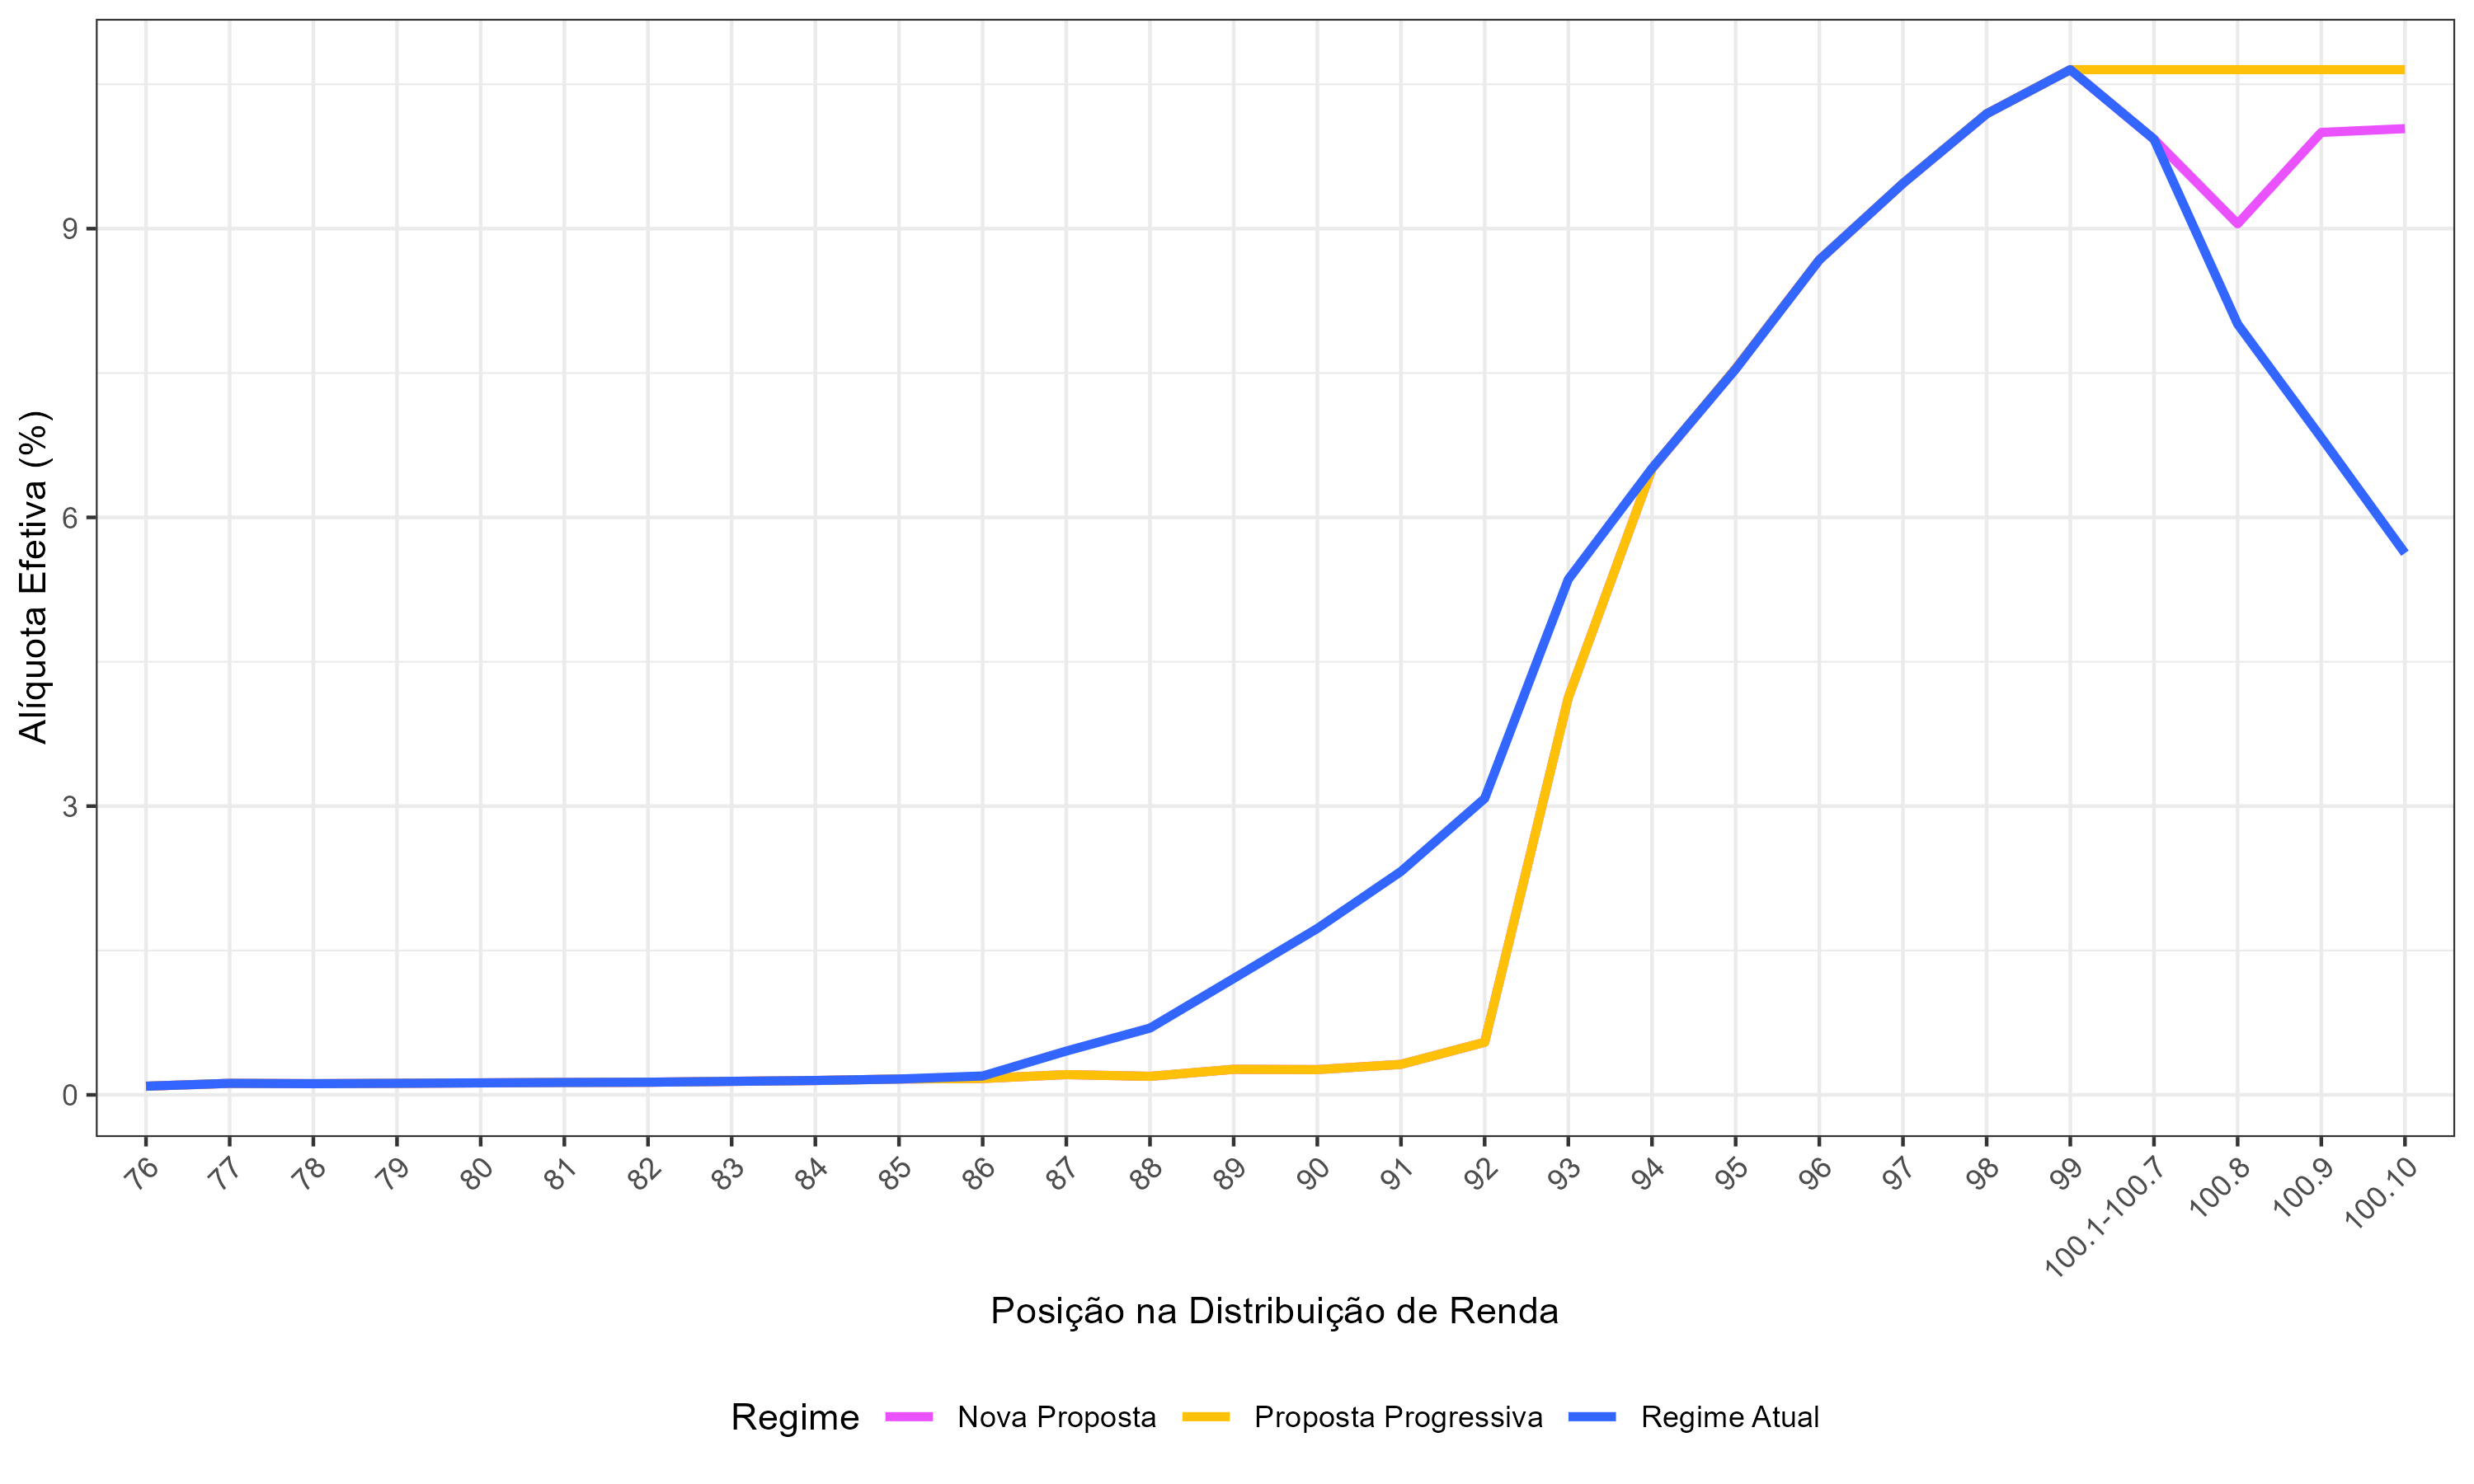 Alíquota Efetiva (%)
9
6
3
0
76 77 78 79 80 81 82 83 84 85 86 87 88 89 90 91 92 93 94 95 96 97 98 99 100.1-100.7 100.8 100.9 100.10
Posição na Distribuição de Renda
Regime Nova Proposta Proposta Progressiva Regime Atual